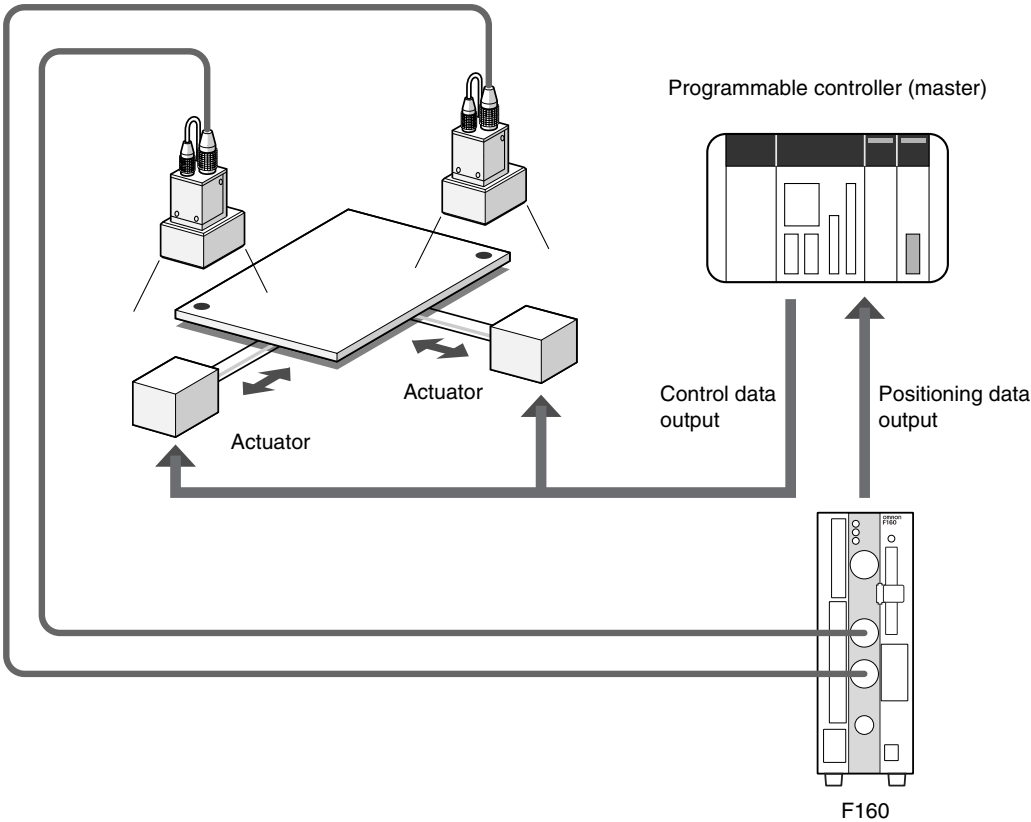 Programmable controller (master)
Actuator
Actuator
Control data
output
Positioning data
output
omron
F160
F160